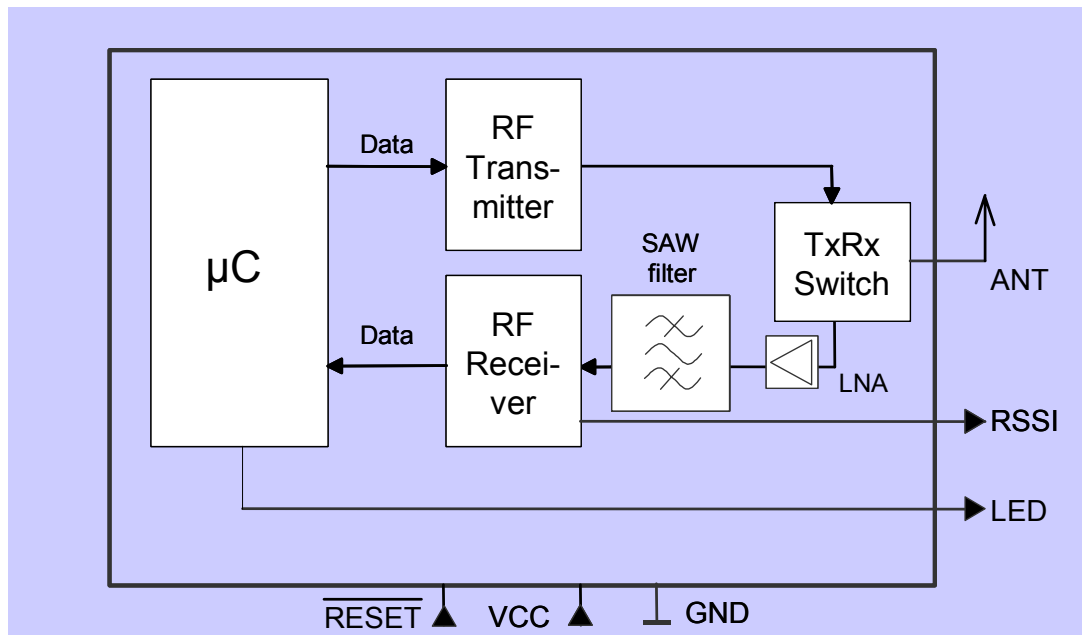 µC
Data
RF
Trans-
mitter
TxRx
Switch
ANT
SAW
filter
Data
RF
Recei-
ver
LNA
RSSI
LED
RESET
VCC
GND